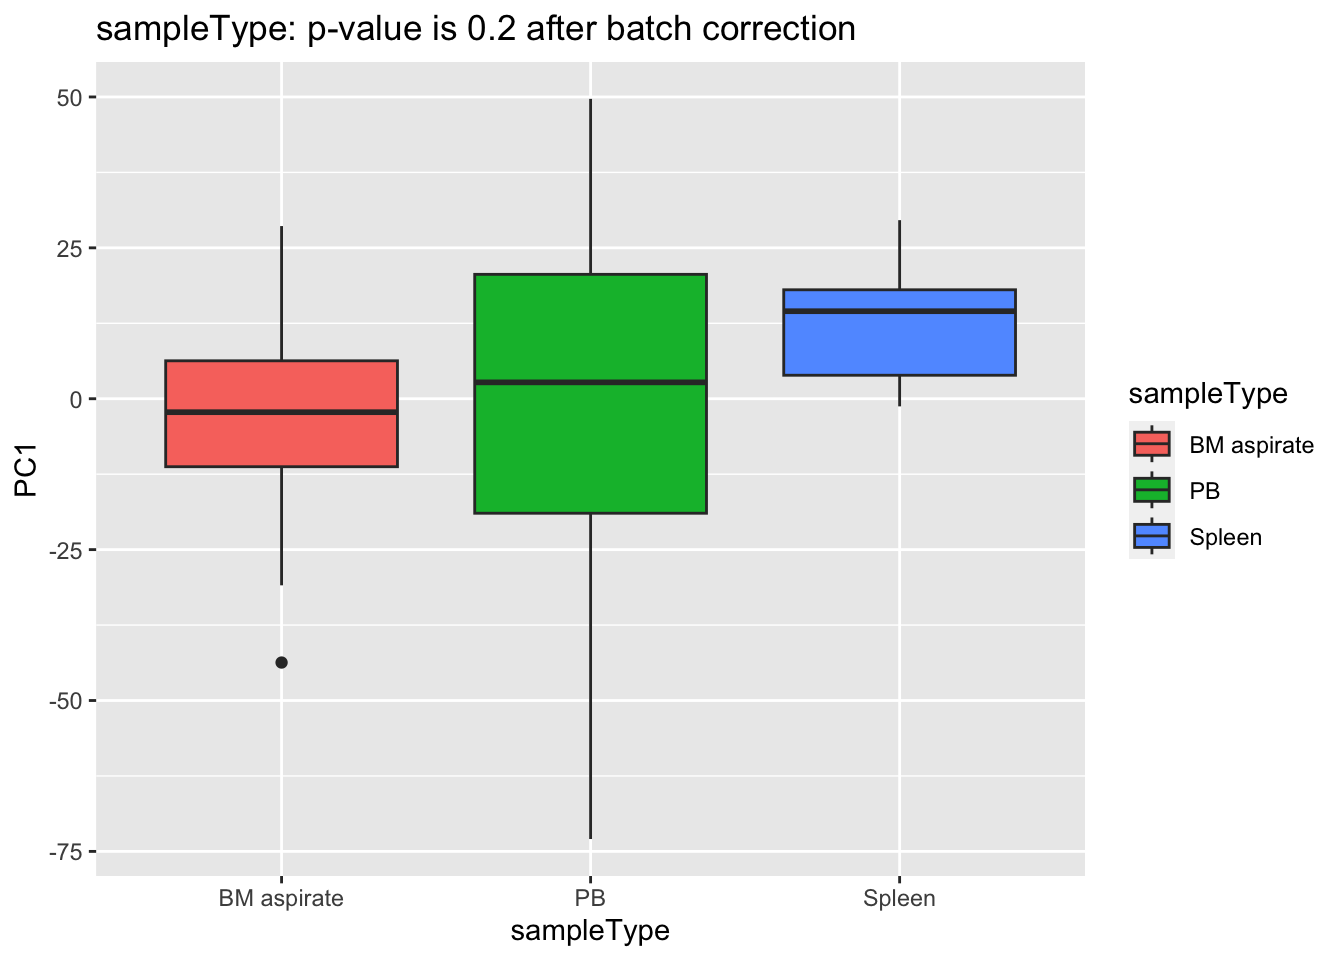 sampleType: p-value is 0.2 after batch correction
50
25
0
-25
-50
-75
PC1
BM aspirate
PB
Spleen
sampleType
sampleType
BM aspirate
PB
Spleen